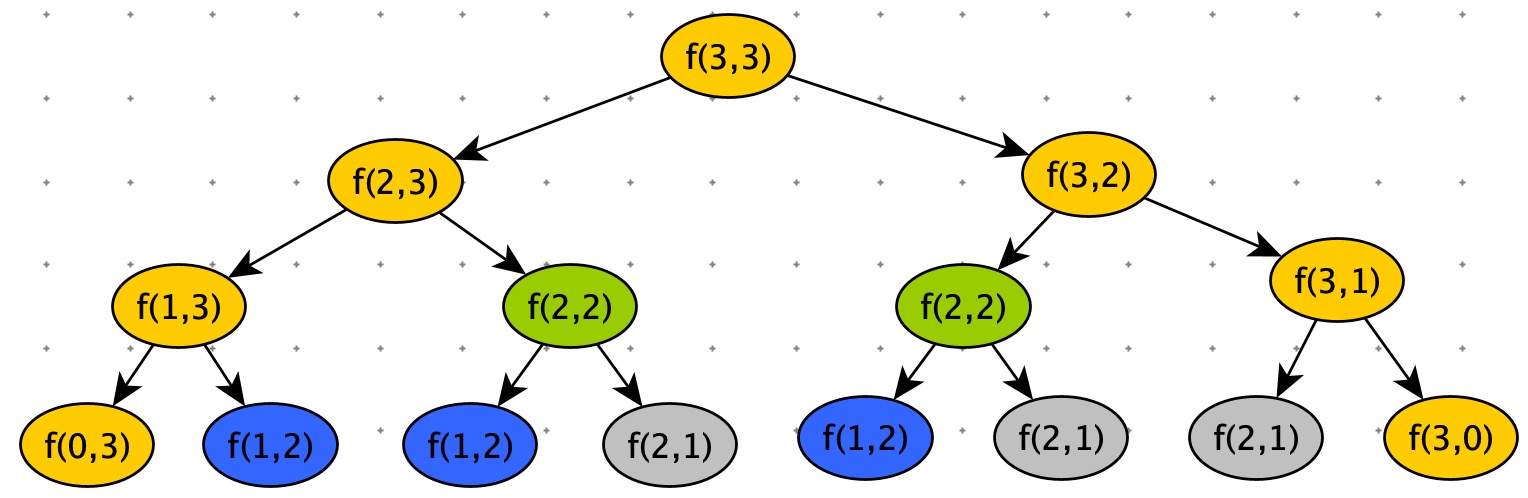 f(3,3)
f(2,3) f(3,2)
f(1,3) f(2,2) f(2,2) f(3,1)
f(0,3) f(1,2) f(1,2) f(2,1) f(1,2) f(2,1) f(2,1) f(3,0)